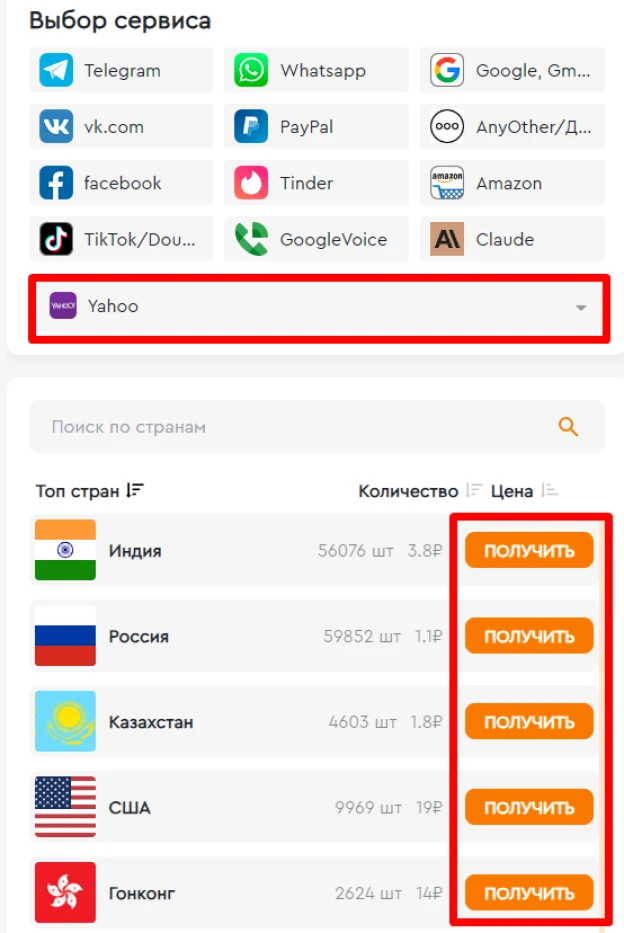 Выбор сервиса
Telegram Whatsapp Google, Gm...
vk.com PayPal AnyOther/Д...
facebook Tinder amazon Amazon
TikTok/Dou... GoogleVoice Claude
YAHOO! Yahoo
Поиск по странам
Топ стран Количество Цена
Индия 56076 шт 3.8₽ ПОЛУЧИТЬ
Россия 59852 шт 1.1₽ ПОЛУЧИТЬ
Казахстан 4603 шт 1.8₽ ПОЛУЧИТЬ
США 9969 шт 19₽ ПОЛУЧИТЬ
Гонконг 2624 шт 14₽ ПОЛУЧИТЬ